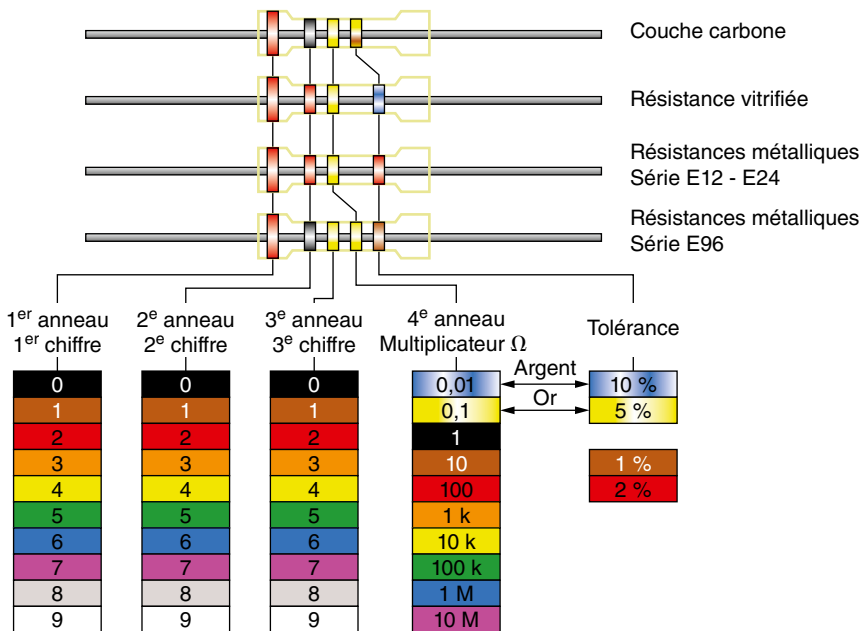 Couche carbone
Résistance vitrifiée
Résistances métalliques
Série E12 - E24
Résistances métalliques
Série E96
1er anneau
1er chiffre
2e anneau
2e chiffre
3e anneau
3e chiffre
4e anneau
Multiplicateur Ω
Tolérance
0 0 0 0,01 Argent 10 %
1 1 1 0,1 Or 5 %
2 2 2 1
3 3 3 10 1 %
4 4 4 100 2 %
5 5 5 1 k
6 6 6 10 k
7 7 7 100 k
8 8 8 1 M
9 9 9 10 M